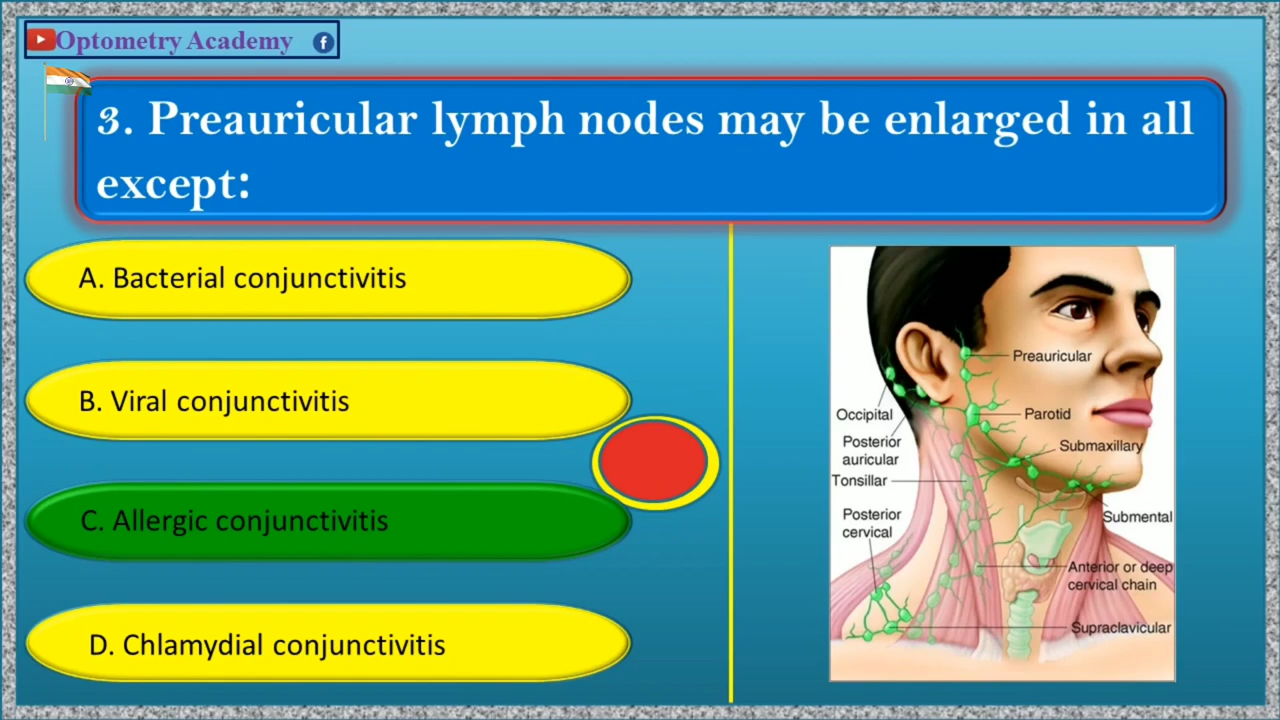 Optometry Academy
3. Preauricular lymph nodes may be enlarged in all
except:
A. Bacterial conjunctivitis
B. Viral conjunctivitis
C. Allergic conjunctivitis
D. Chlamydial conjunctivitis
Preauricular
Occipital
Parotid
Posterior
auricular
Submaxillary
Tonsillar
Posterior
cervical
Submental
Anterior or deep
cervical chain
Supraclavicular